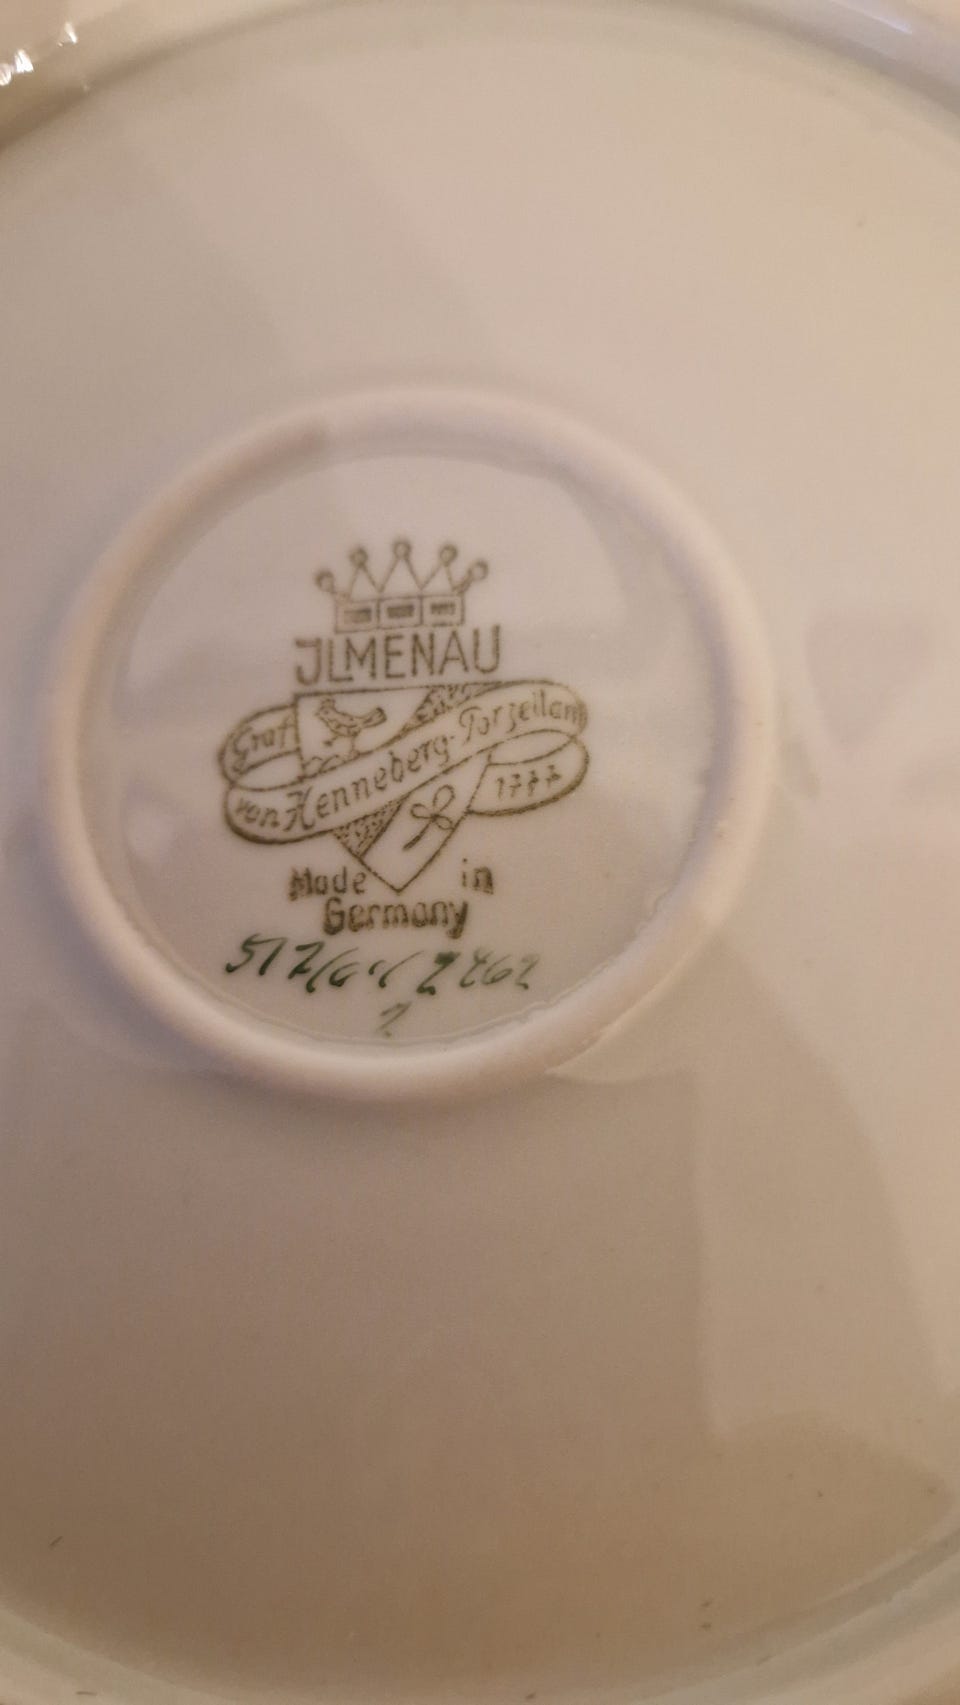 JLMENAU
Graf
von Henneberg-Porzellan
1777
Made in
Germany